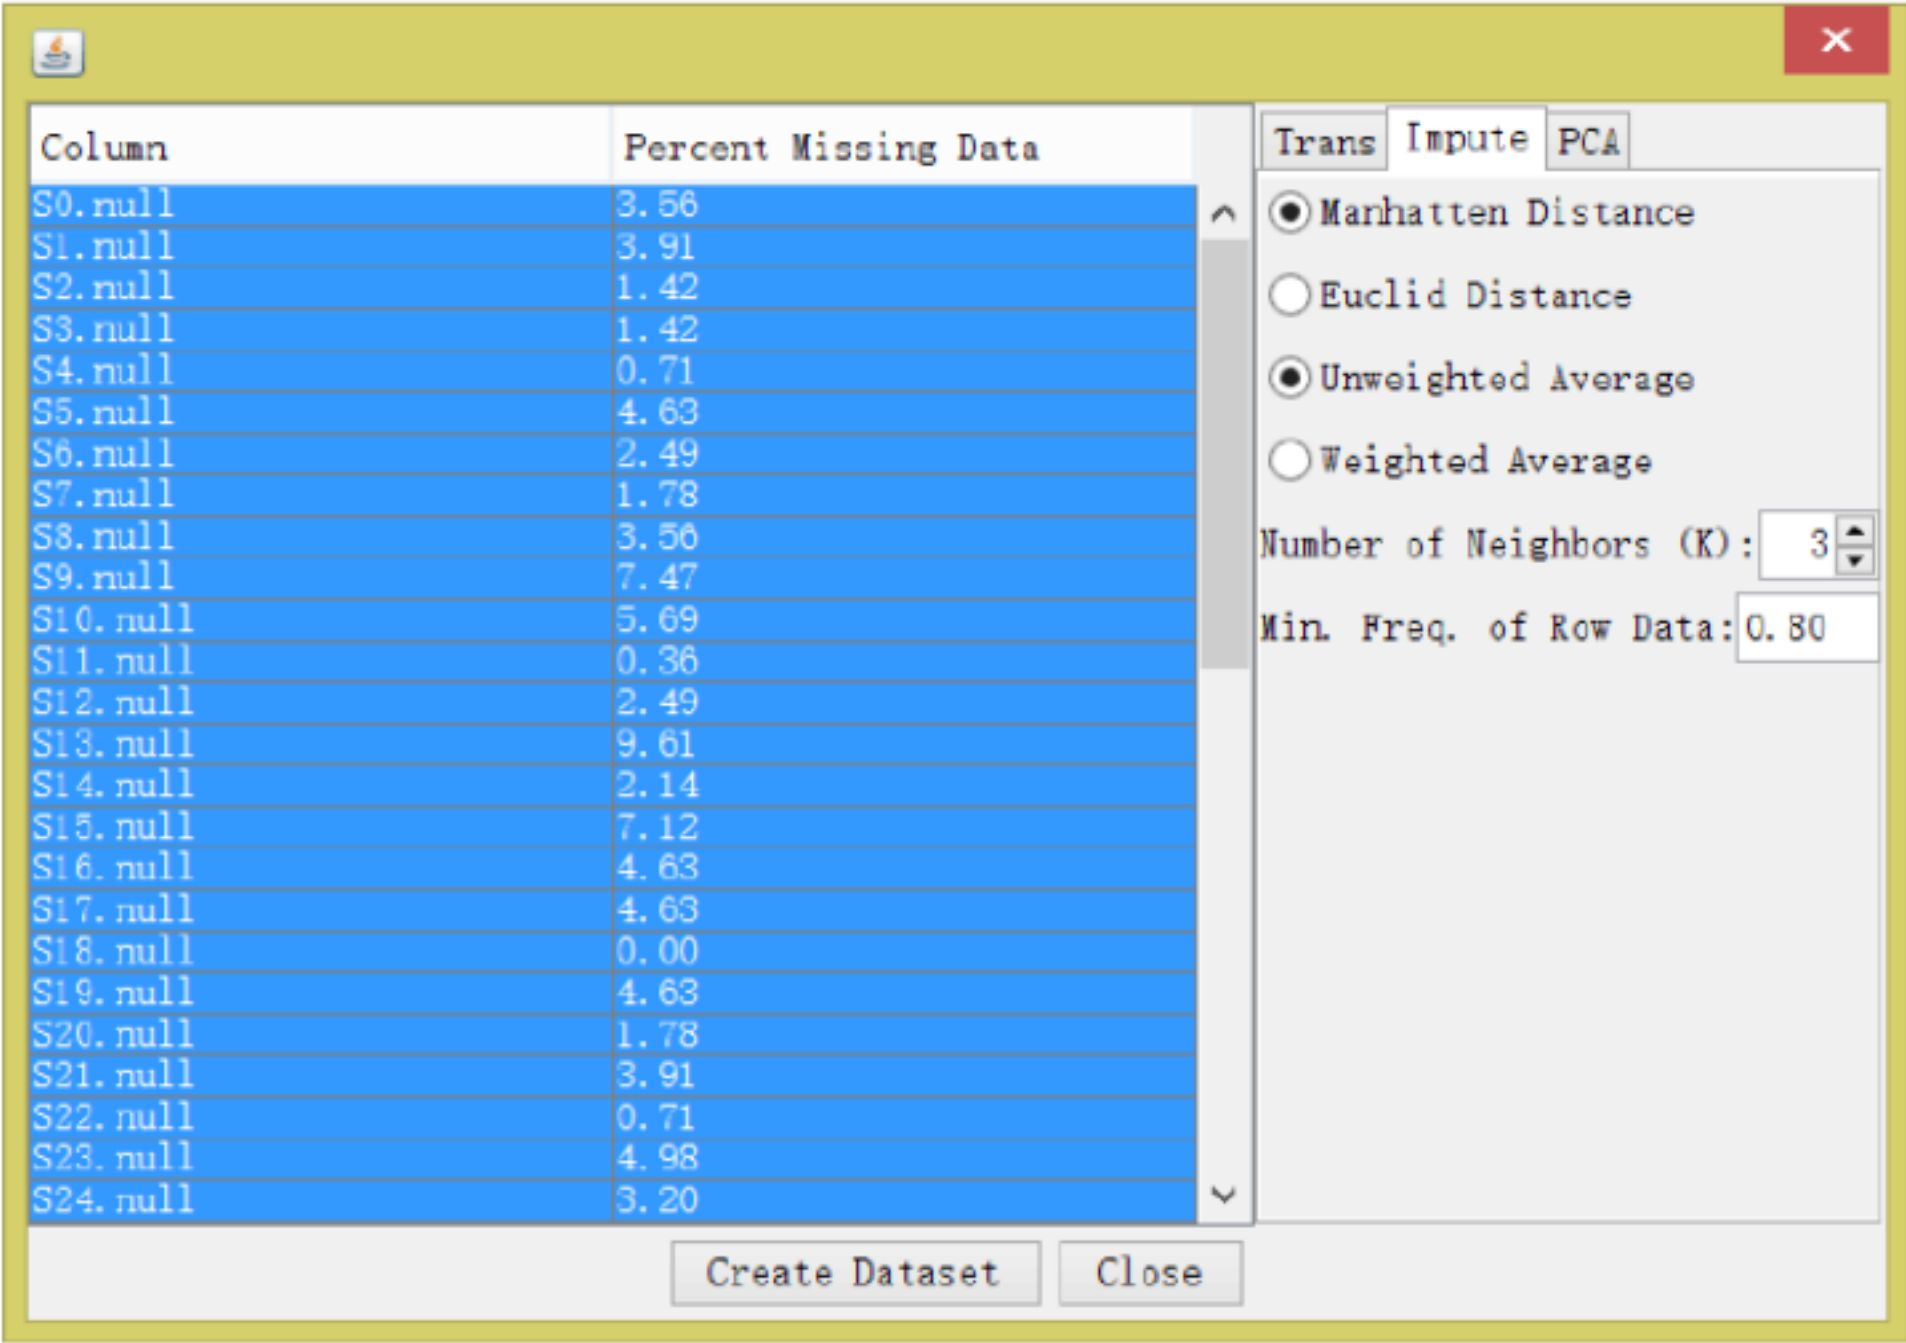 Column Percent Missing Data
S0.null 3.56
S1.null 3.91
S2.null 1.42
S3.null 1.42
S4.null 0.71
S5.null 4.63
S6.null 2.49
S7.null 1.78
S8.null 3.56
S9.null 7.47
S10.null 5.69
S11.null 0.36
S12.null 2.49
S13.null 9.61
S14.null 2.14
S15.null 7.12
S16.null 4.63
S17.null 4.63
S18.null 0.00
S19.null 4.63
S20.null 1.78
S21.null 3.91
S22.null 0.71
S23.null 4.98
S24.null 3.20
Trans Impute PCA
Manhatten Distance
Euclid Distance
Unweighted Average
Weighted Average
Number of Neighbors (K): 3
Min. Freq. of Row Data: 0.80
Create Dataset Close